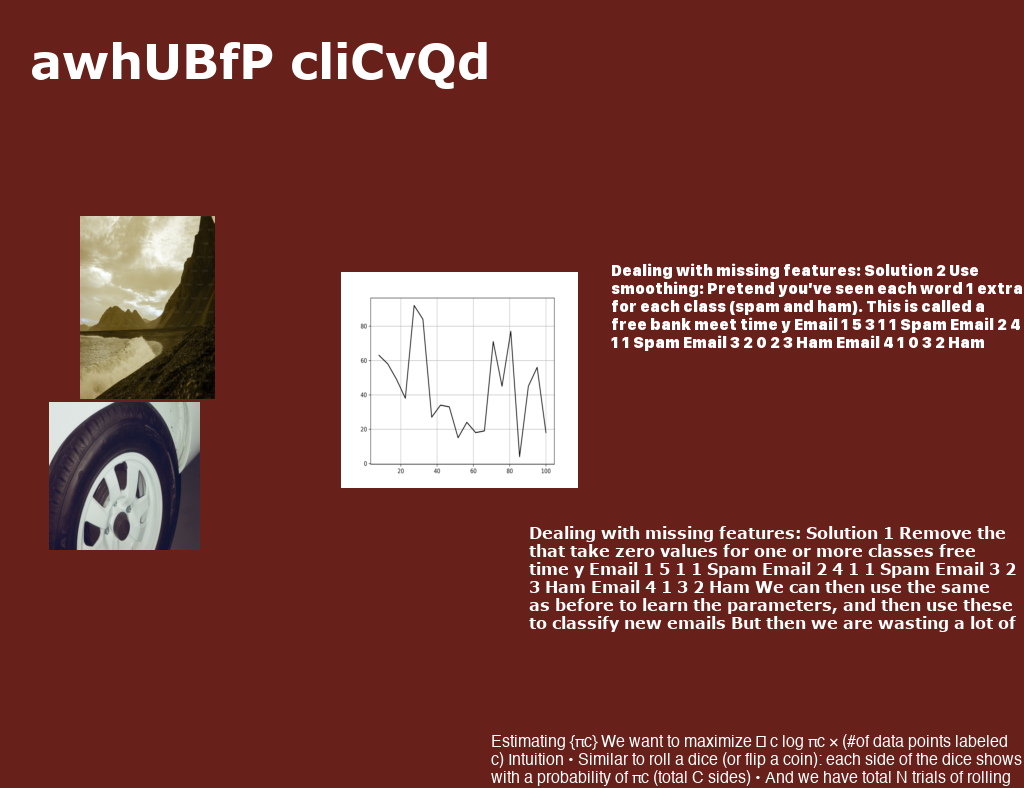 awhUBfP cliCvQd
Dealing with missing features: Solution 2 Use
smoothing: Pretend you've seen each word 1 extra
for each class (spam and ham). This is called a
free bank meet time y Email 1 5 3 1 1 Spam Email 2 4
1 1 Spam Email 3 2 0 2 3 Ham Email 4 1 0 3 2 Ham
80
60
40
20
0
20 40 60 80 100
Dealing with missing features: Solution 1 Remove the
that take zero values for one or more classes free
time y Email 1 5 1 1 Spam Email 2 4 1 1 Spam Email 3 2
3 Ham Email 4 1 3 2 Ham We can then use the same
as before to learn the parameters, and then use these
to classify new emails But then we are wasting a lot of
Estimating {πc} We want to maximize c log πc × (#of data points labeled
c) Intuition • Similar to roll a dice (or flip a coin): each side of the dice shows
with a probability of πc (total C sides) • And we have total N trials of rolling